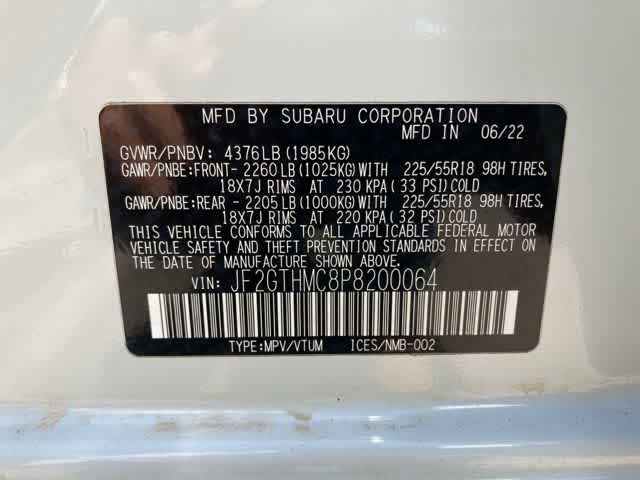 MFD BY SUBARU CORPORATION
MFD IN 06/22
GVWR/PNBV: 4376LB (1985KG)
GAWR/PNBE:FRONT- 2260 LB (1025KG)WITH 225/55R18 98H TIRES,
18X7J RIMS AT 230 KPA (33 PSI)COLD
GAWR/PNBE:REAR - 2205 LB (1000KG)WITH 225/55R18 98H TIRES,
18X7J RIMS AT 220 KPA (32 PSI)COLD
THIS VEHICLE CONFORMS TO ALL APPLICABLE FEDERAL MOTOR
VEHICLE SAFETY AND THEFT PREVENTION STANDARDS IN EFFECT ON
THE DATE OF MANUFACTURE SHOWN ABOVE.
VIN: JF2GTHMC8P8200064
TYPE:MPV/VTUM ICES/NMB-002